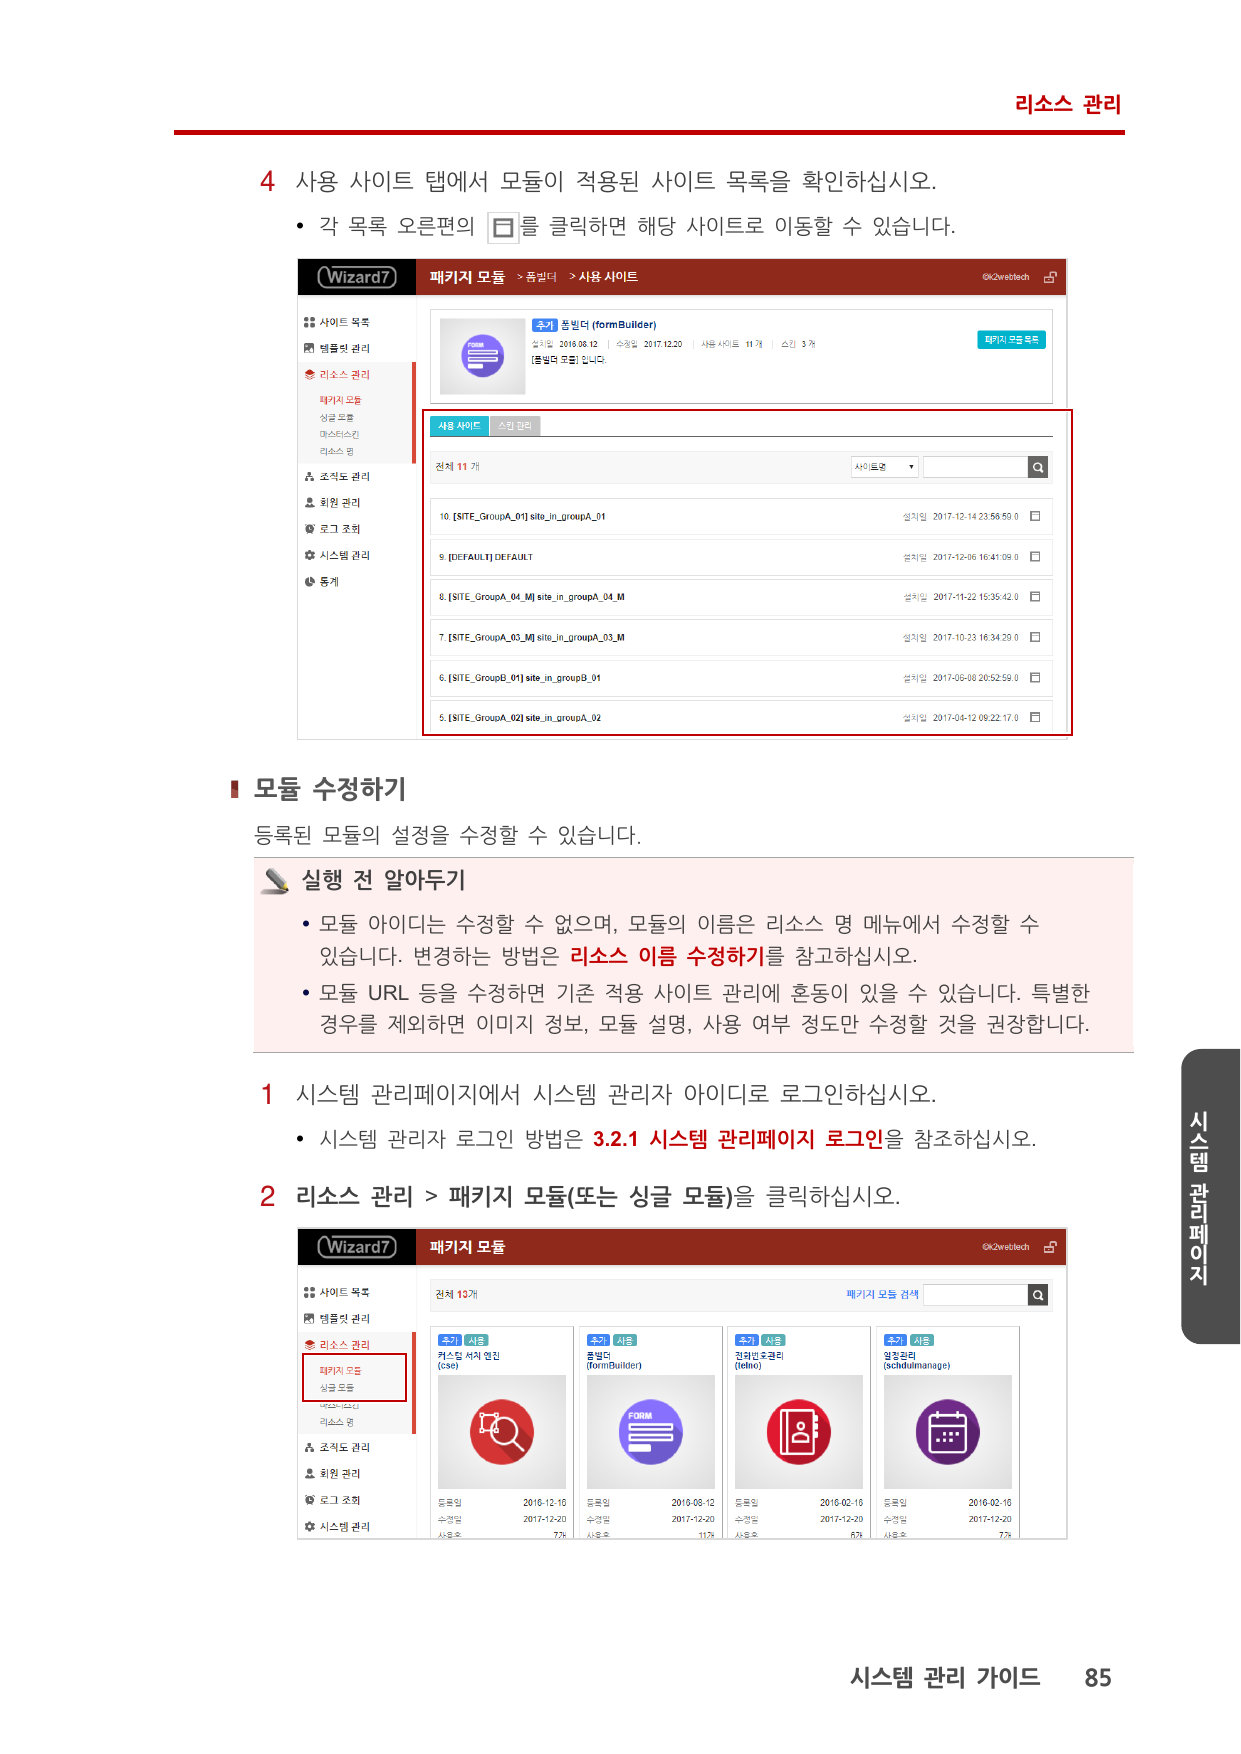 리소스 관리
4 사용 사이트 탭에서 모듈이 적용된 사이트 목록을 확인하십시오.
• 각 목록 오른편의 를 클릭하면 해당 사이트로 이동할 수 있습니다.
Wizard7 패키지 모듈 > 폼빌더 > 사용 사이트 @k2webtech
사이트 목록
템플릿 관리
리소스 관리
패키지 모듈
싱글 모듈
마스터스킨
리소스 명
조직도 관리
회원 관리
로그 조회
시스템 관리
통계
추가 폼빌더 (formBuilder)
설치일 2016.08.12 | 수정일 2017.12.20 | 사용 사이트 11 개 | 스킨 3 개
[폼빌더 모듈] 입니다.
패키지 모듈 목록
사용 사이트 스킨 관리
전체 11 개 사이트명
10. [SITE_GroupA_01] site_in_groupA_01 설치일 2017-12-14 23:56:59.0
9. [DEFAULT] DEFAULT 설치일 2017-12-06 16:41:09.0
8. [SITE_GroupA_04_M] site_in_groupA_04_M 설치일 2017-11-22 15:35:42.0
7. [SITE_GroupA_03_M] site_in_groupA_03_M 설치일 2017-10-23 16:34:29.0
6. [SITE_GroupB_01] site_in_groupB_01 설치일 2017-06-08 20:52:59.0
5. [SITE_GroupA_02] site_in_groupA_02 설치일 2017-04-12 09:22:17.0
모듈 수정하기
등록된 모듈의 설정을 수정할 수 있습니다.
실행 전 알아두기
• 모듈 아이디는 수정할 수 없으며, 모듈의 이름은 리소스 명 메뉴에서 수정할 수
있습니다. 변경하는 방법은 리소스 이름 수정하기를 참고하십시오.
• 모듈 URL 등을 수정하면 기존 적용 사이트 관리에 혼동이 있을 수 있습니다. 특별한
경우를 제외하면 이미지 정보, 모듈 설명, 사용 여부 정도만 수정할 것을 권장합니다.
1 시스템 관리페이지에서 시스템 관리자 아이디로 로그인하십시오.
• 시스템 관리자 로그인 방법은 3.2.1 시스템 관리페이지 로그인을 참조하십시오.
2 리소스 관리 > 패키지 모듈(또는 싱글 모듈)을 클릭하십시오.
Wizard7 패키지 모듈 @k2webtech
사이트 목록
템플릿 관리
리소스 관리
패키지 모듈
싱글 모듈
마스터스킨
리소스 명
조직도 관리
회원 관리
로그 조회
시스템 관리
전체 13개 패키지 모듈 검색
추가 사용 추가 사용 추가 사용 추가 사용
커스텀 서치 엔진 폼빌더 전화번호관리 일정관리
(cse) (formBuilder) (telno) (schdulmanage)
FORM
등록일 2016-12-16 등록일 2016-08-12 등록일 2016-02-16 등록일 2016-02-16
수정일 2017-12-20 수정일 2017-12-20 수정일 2017-12-20 수정일 2017-12-20
7개 11개 6개 7개
시스템 관리페이지
시스템 관리 가이드 85